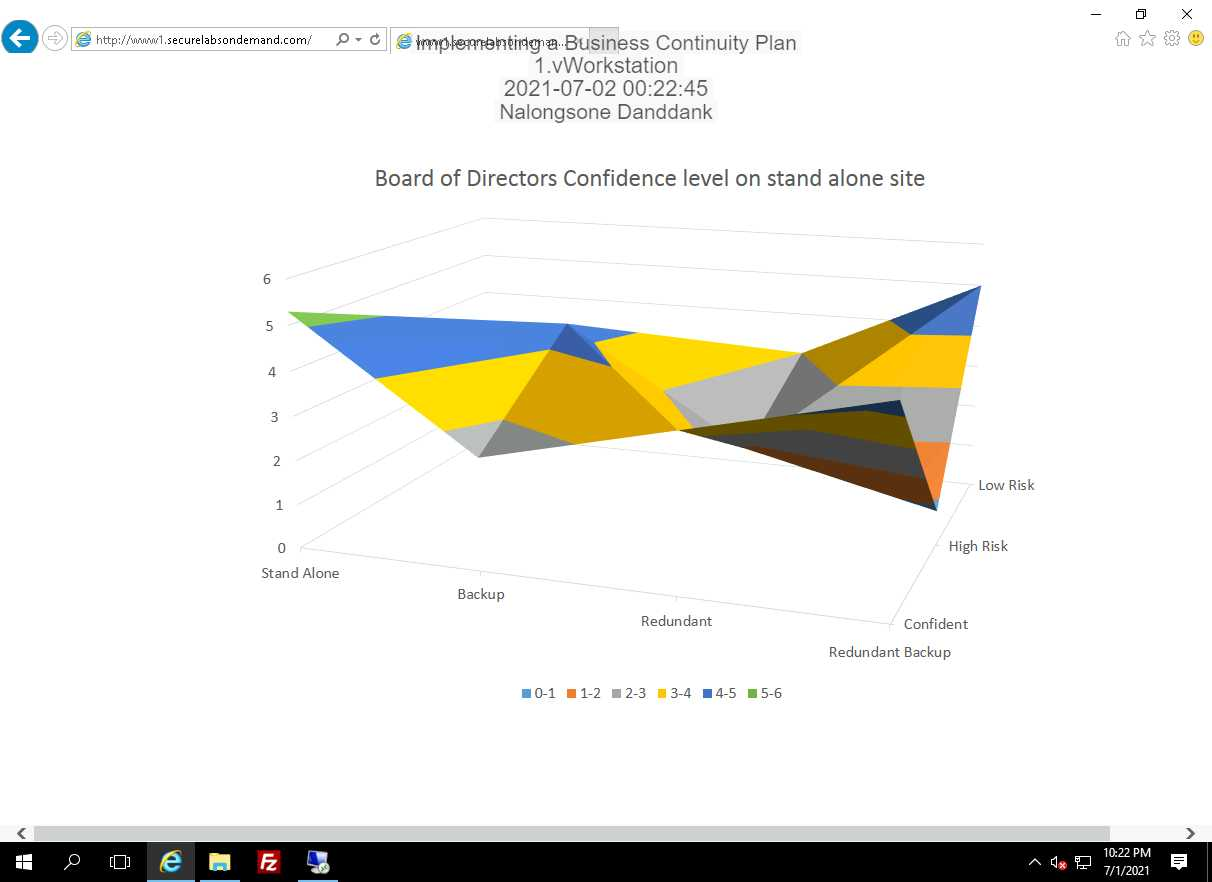 http://www1.securelabsondemand.com/
www1.securelabsondeman...
Implementing a Business Continuity Plan
1.vWorkstation
2021-07-02 00:22:45
Nalongsone Danddank
Board of Directors Confidence level on stand alone site
6
5
4
3
2
1
0
Stand Alone
Backup
Redundant
Redundant Backup
Low Risk
High Risk
Confident
0-1 1-2 2-3 3-4 4-5 5-6
Fz
10:22 PM
7/1/2021